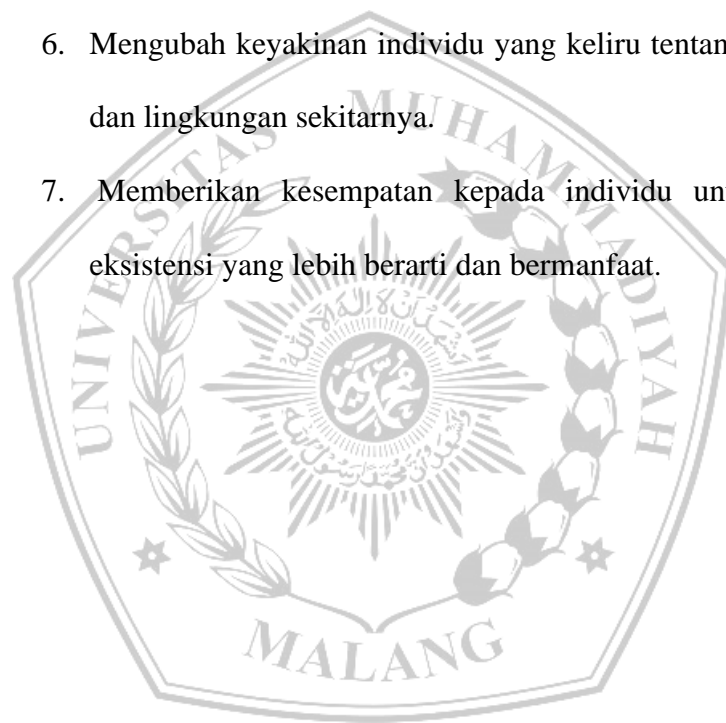 6. Mengubah keyakinan individu yang keliru tentan
dan lingkungan sekitarnya.
7. Memberikan kesempatan kepada individu un
eksistensi yang lebih berarti dan bermanfaat.
UNIVERSITAS MUHAMMADIYAH
MALANG